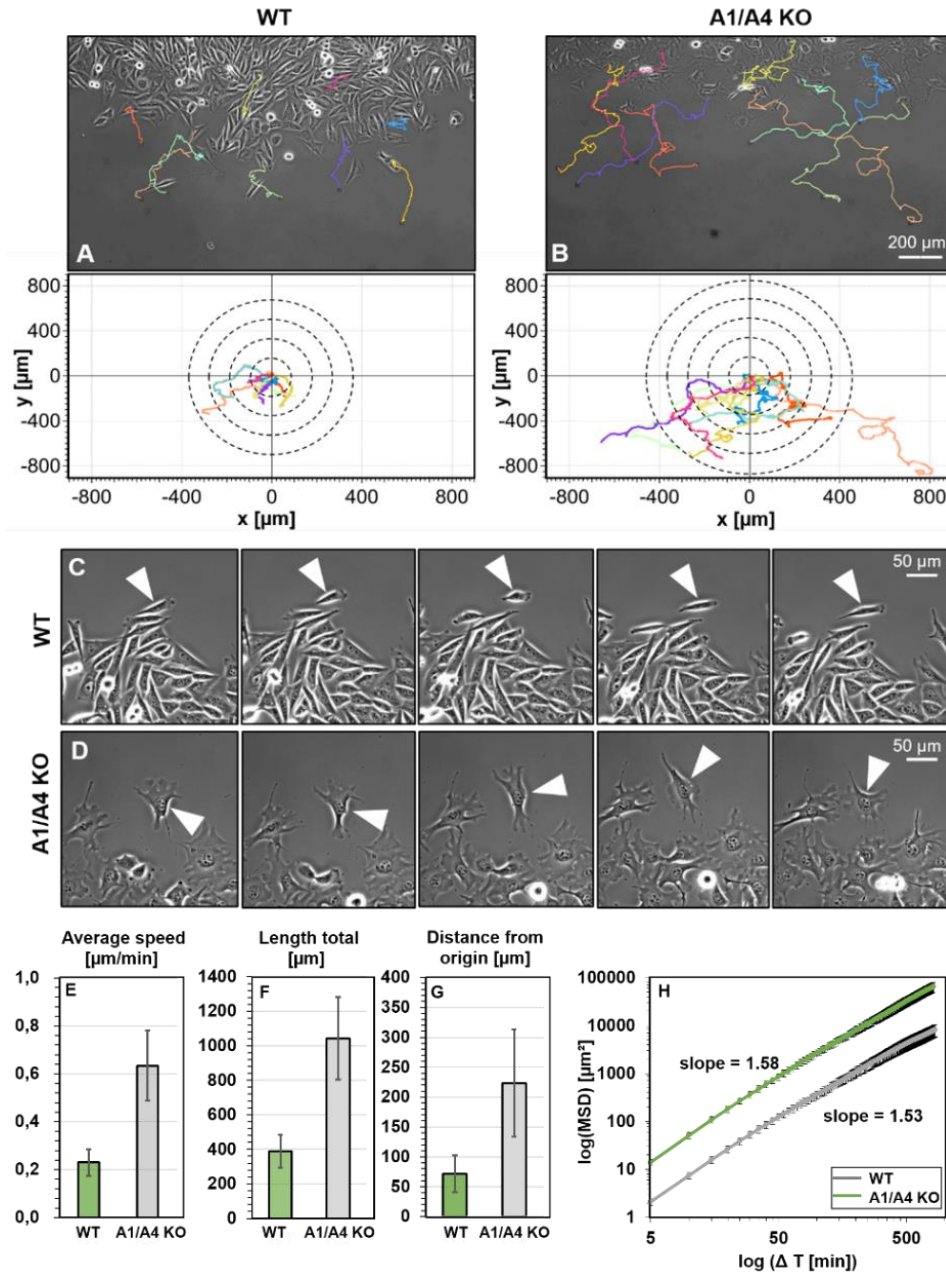 WT
A1/A4 KO
A
B
200 µm
800
400
0
-400
-800
y [µm]
-800 -400 0 400 800
x [µm]
800
400
0
-400
-800
y [µm]
-800 -400 0 400 800
x [µm]
WT
C
50 µm
A1/A4 KO
D
50 µm
Average speed
[µm/min]
E
1,0
0,8
0,6
0,4
0,2
0,0
WT A1/A4 KO
Length total
[µm]
F
1400
1200
1000
800
600
400
200
0
WT A1/A4 KO
Distance from
origin [µm]
G
400
350
300
250
200
150
100
50
0
WT A1/A4 KO
H
log(MSD) [µm²]
100000
10000
1000
100
10
1
slope = 1.58
slope = 1.53
WT
A1/A4 KO
5 50 500
log (Δ T [min])